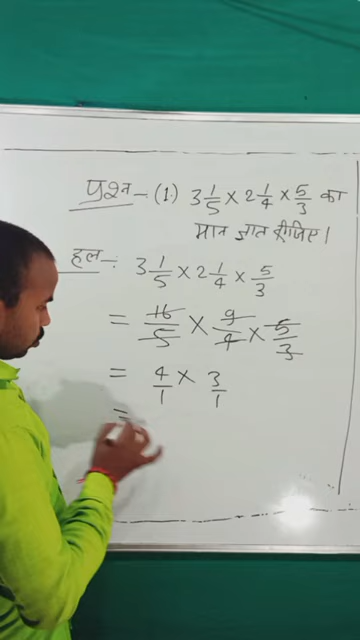 प्रश्न - (1) 3 1/5 × 2 1/4 × 5/3 का
मान ज्ञात कीजिए।
हल - : 3 1/5 × 2 1/4 × 5/3
= 16/5 × 9/4 × 5/3
= 4/1 × 3/1
=